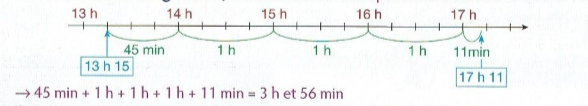 13 h 14 h 15 h 16 h 17 h
45 min 1 h 1 h 1 h 11min
13 h 15 17 h 11
→ 45 min + 1 h + 1 h + 1 h + 11 min = 3 h et 56 min